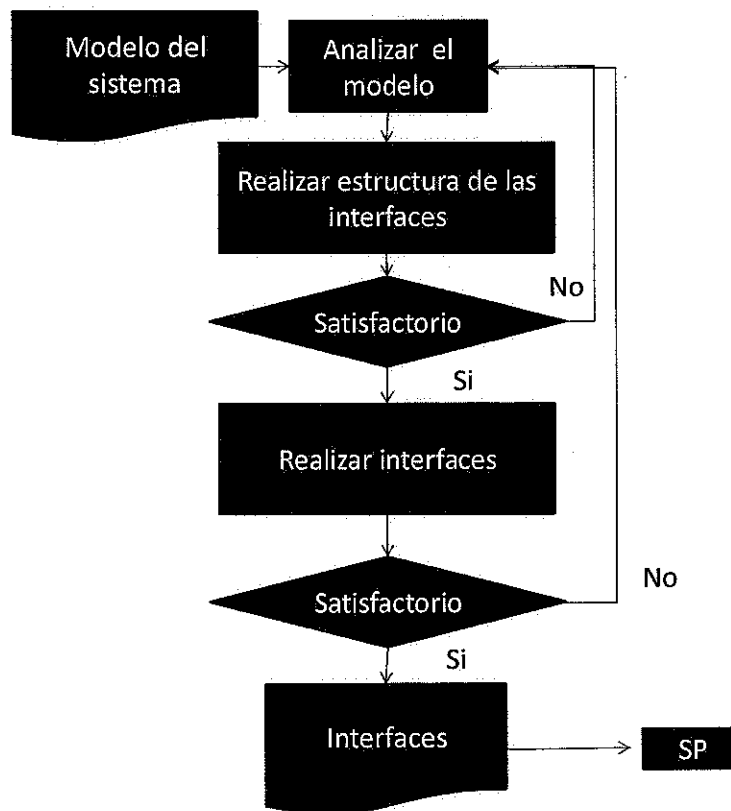 Modelo del
sistema
Analizar el
modelo
Realizar estructura de las
interfaces
No
Satisfactorio
Si
Realizar interfaces
No
Satisfactorio
Si
Interfaces
SP